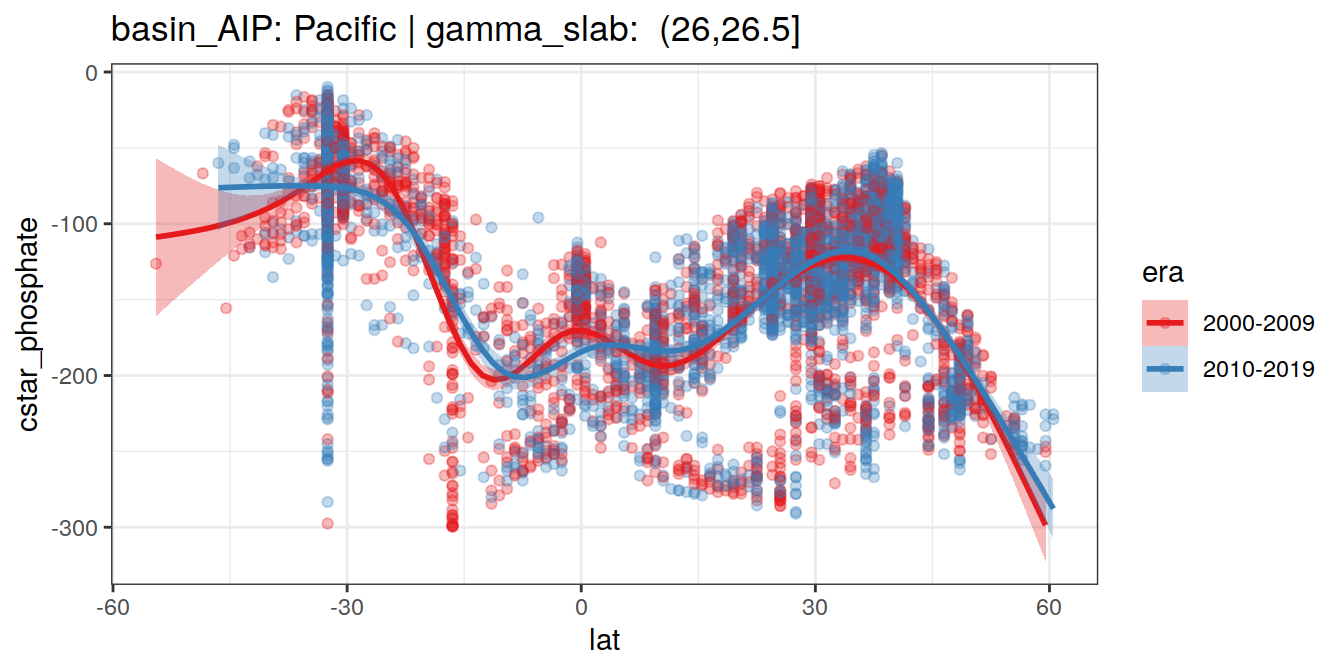 basin_AIP: Pacific | gamma_slab:  (26,26.5]
0
-100
-200
-300
cstar_phosphate
-60
-30
0
30
60
lat
era
2000-2009
2010-2019